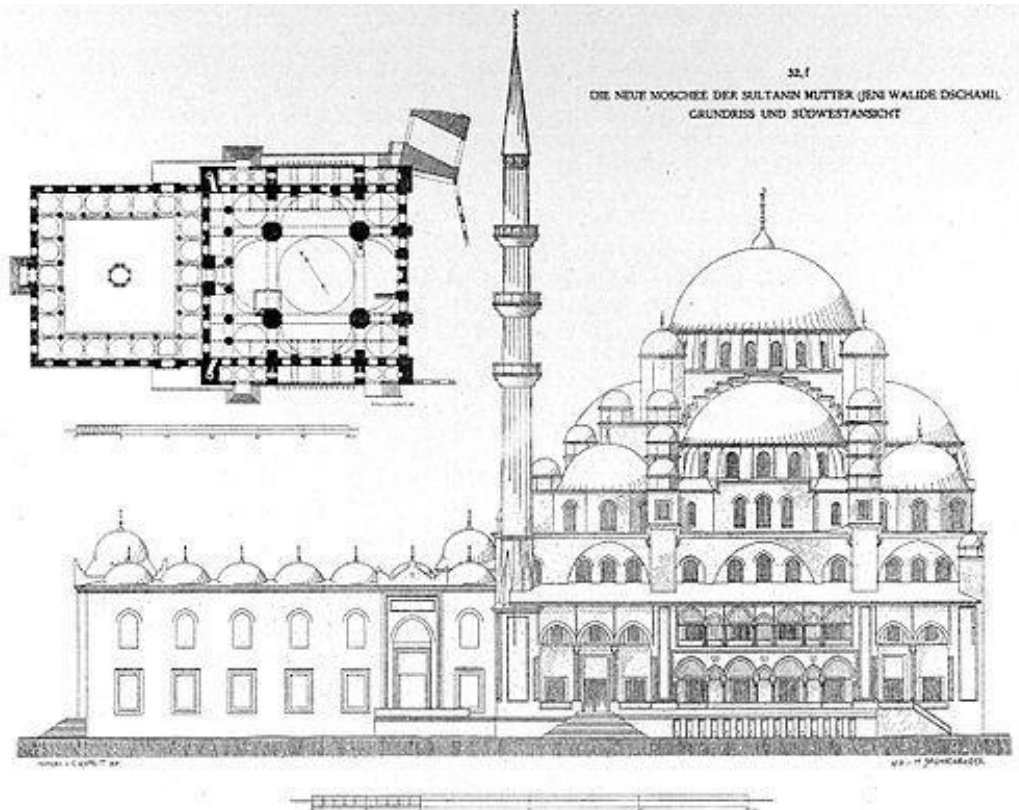 32,f
DIE NEUE MOSCHEE DER SULTANIN MUTTER (JENI WALIDE DSCHAMI),
GRUNDRISS UND SÜDWESTANSICHT